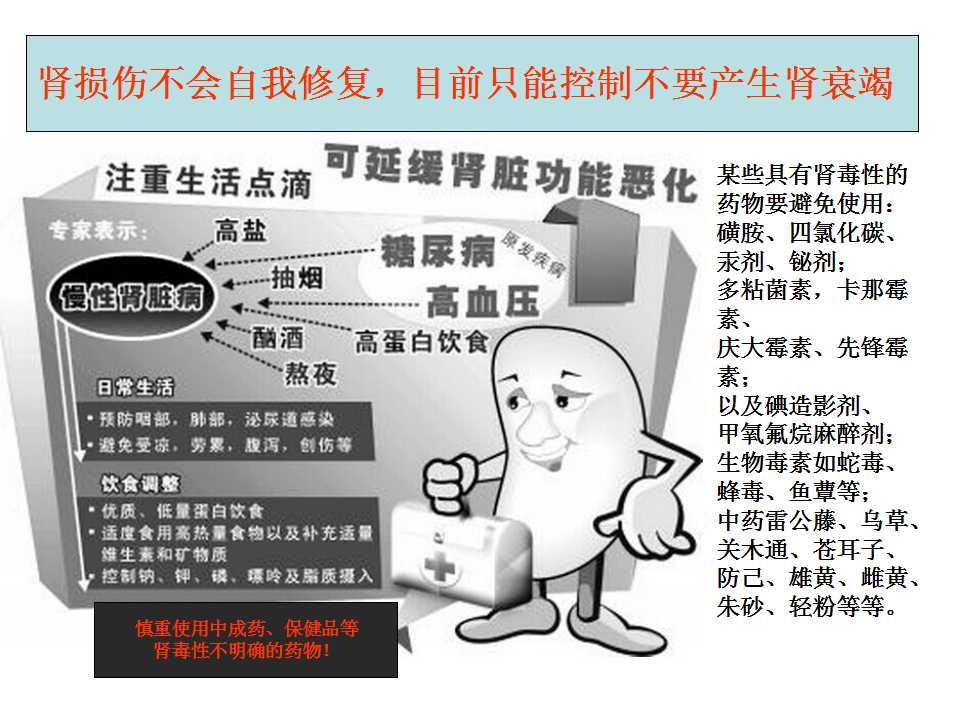 肾损伤不会自我修复，目前只能控制不要产生肾衰竭
注重生活点滴
可延缓肾脏功能恶化
专家表示：
高盐
糖尿病
原发疾病
抽烟
慢性肾脏病
高血压
酗酒
高蛋白饮食
熬夜
日常生活
·预防咽部，肺部，泌尿道感染
·避免受凉，劳累，腹泻，创伤等
饮食调整
·优质、低量蛋白饮食
·适度食用高热量食物以及补充适量
维生素和矿物质
·控制钠、钾、磷、嘌呤及脂质摄入
慎重使用中成药、保健品等
肾毒性不明确的药物！
某些具有肾毒性的
药物要避免使用：
磺胺、四氯化碳、
汞剂、铋剂；
多粘菌素，卡那霉
素、
庆大霉素、先锋霉
素；
以及碘造影剂、
甲氧氟烷麻醉剂；
生物毒素如蛇毒、
蜂毒、鱼蕈等；
中药雷公藤、乌草、
关木通、苍耳子、
防己、雄黄、雌黄、
朱砂、轻粉等等。